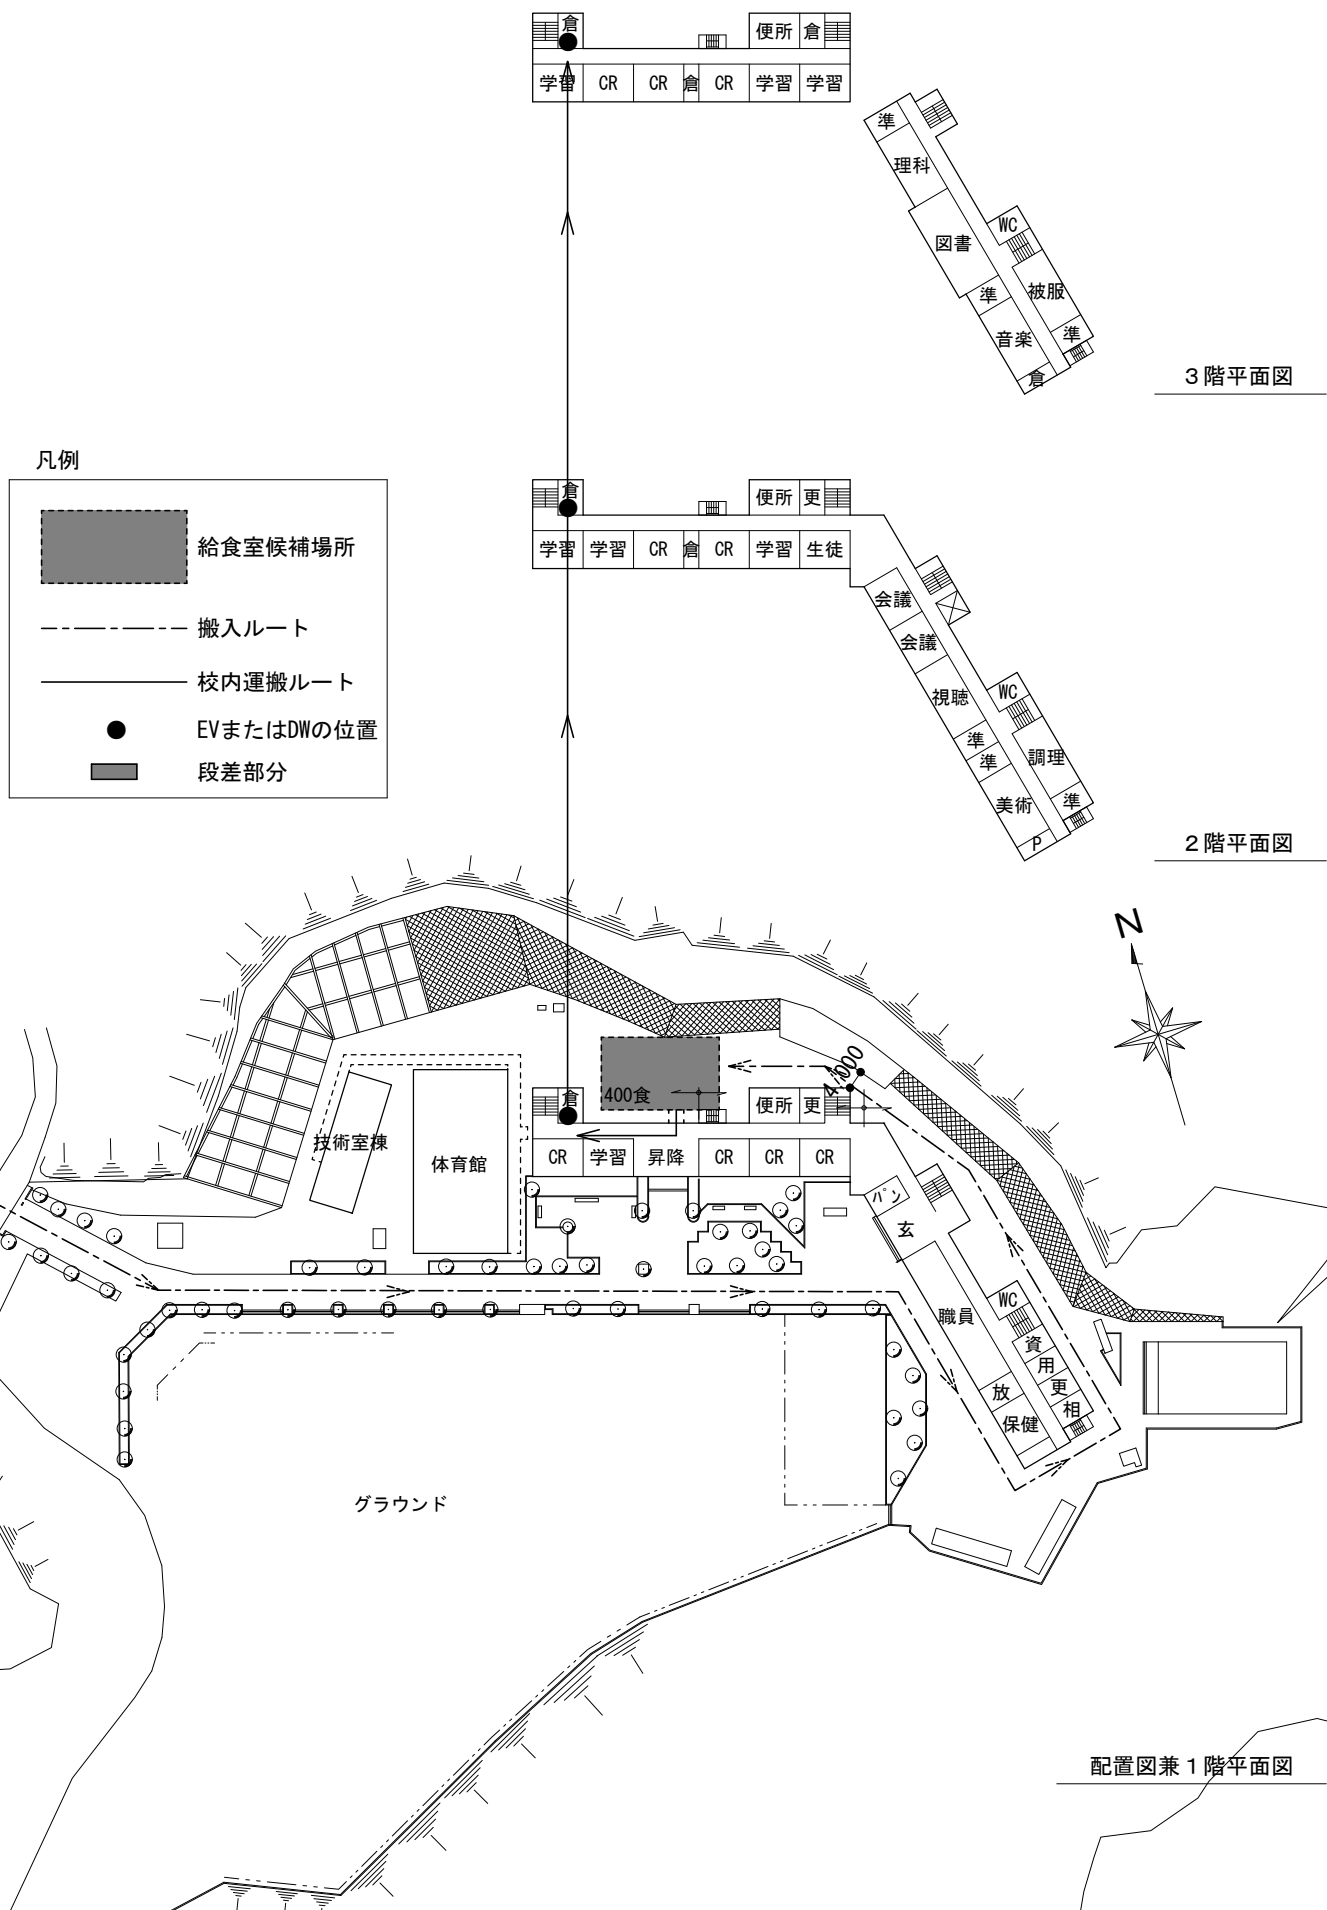 倉
便所 倉
学習 CR CR 倉 CR 学習 学習
準
理科
図書
準
音楽
倉
WC
被服
準
3階平面図
凡例
給食室候補場所
搬入ルート
校内運搬ルート
EVまたはDWの位置
段差部分
倉
便所 更
学習 学習 CR 倉 CR 学習 生徒
会議
会議
視聴
準
準
美術
P
WC
調理
準
2階平面図
N
4,000
400食
倉
便所 更
CR 学習 昇降 CR CR CR
技術室棟
体育館
パン
玄
職員
放
保健
WC
資
用
更
相
グラウンド
配置図兼1階平面図